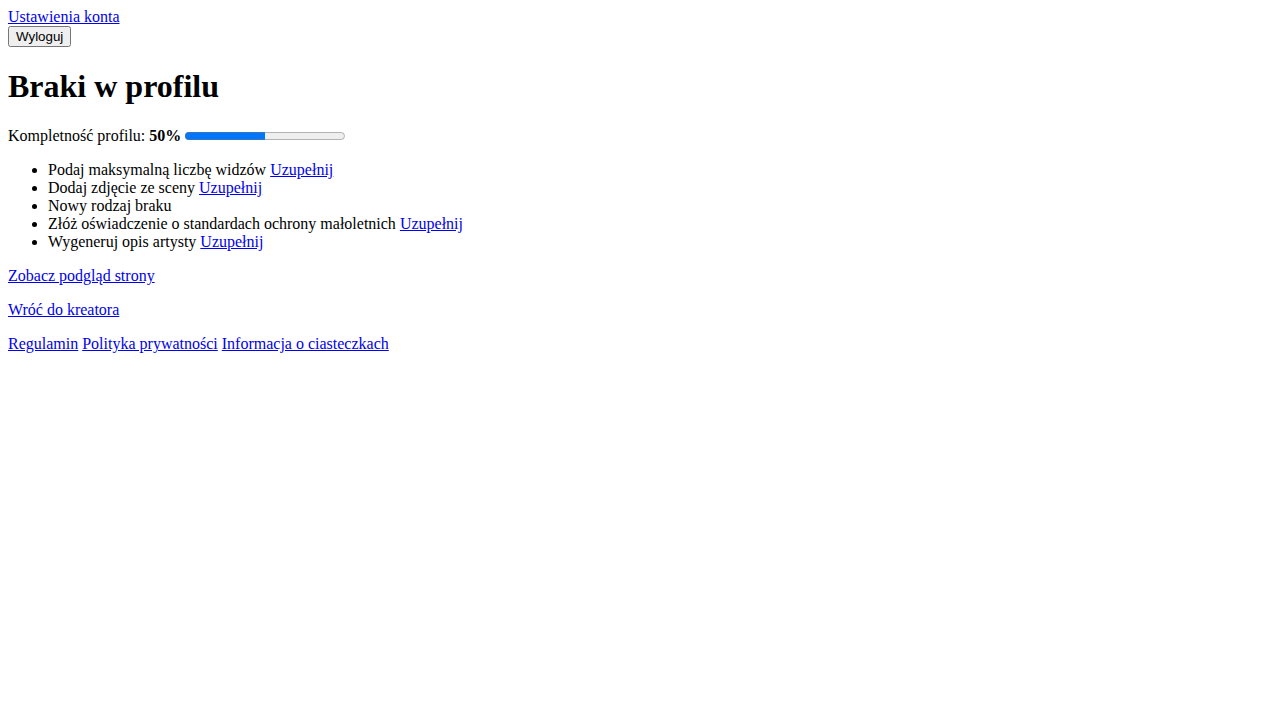 Ustawienia konta
Wyloguj
Braki w profilu
Kompletność profilu: 50%
Podaj maksymalną liczbę widzów Uzupełnij
Dodaj zdjęcie ze sceny Uzupełnij
Nowy rodzaj braku
Złóż oświadczenie o standardach ochrony małoletnich Uzupełnij
Wygeneruj opis artysty Uzupełnij
Zobacz podgląd strony
Wróć do kreatora
Regulamin Polityka prywatności Informacja o ciasteczkach